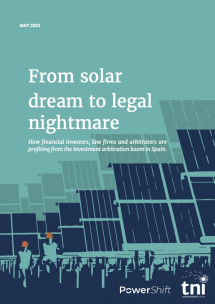 MAY 2022
From solar
dream to legal
nightmare
How financial investors, law firms and arbitrators are
profiting from the investment arbitration boom in Spain.
PowerShift
tni